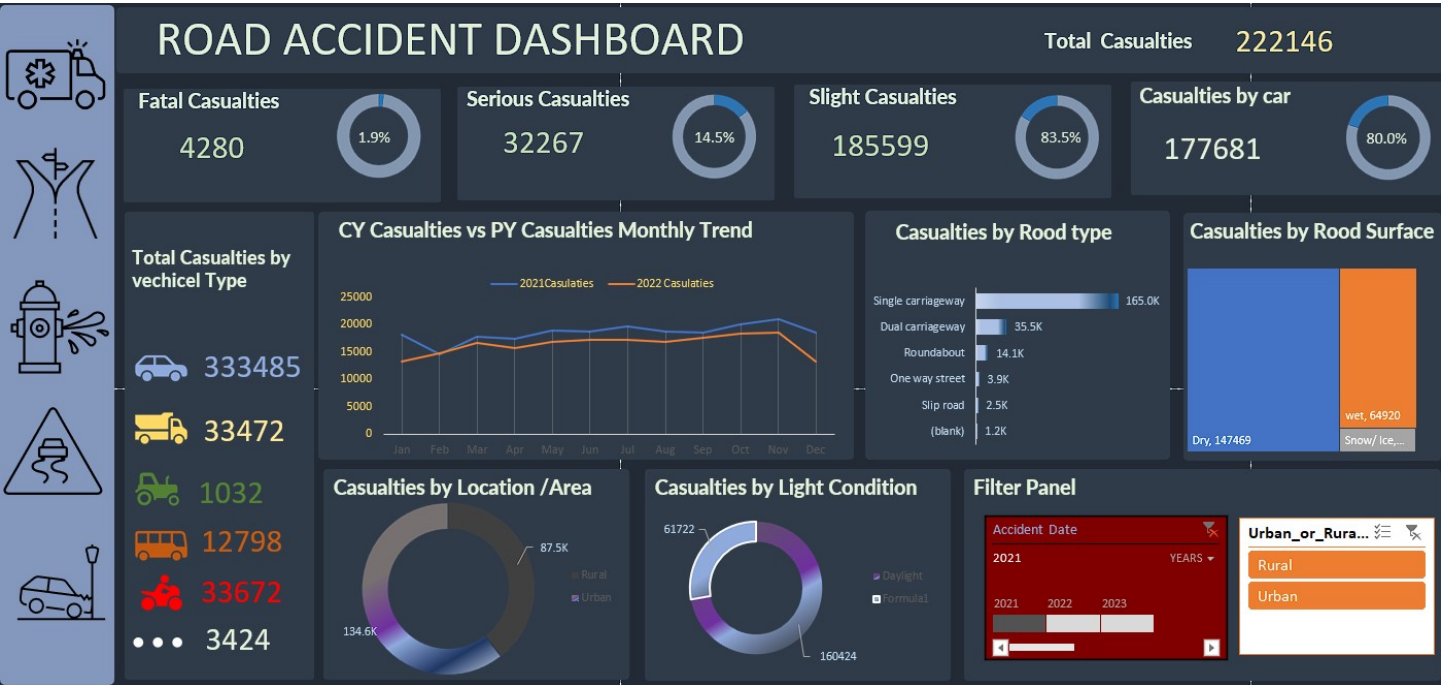 ROAD ACCIDENT DASHBOARD
Total Casualties 222146
Fatal Casualties
4280
1.9%
Serious Casualties
32267
14.5%
Slight Casualties
185599
83.5%
Casualties by car
177681
80.0%
Total Casualties by
vechicel Type
333485
33472
1032
12798
33672
3424
CY Casualties vs PY Casualties Monthly Trend
2021Casulaties 2022 Casulaties
25000
20000
15000
10000
5000
0
Jan Feb Mar Apr May Jun Jul Aug Sep Oct Nov Dec
Casualties by Rood type
Single carriageway 165.0K
Dual carriageway 35.5K
Roundabout 14.1K
One way street 3.9K
Slip road 2.5K
(blank) 1.2K
Casualties by Rood Surface
Dry, 147469
wet, 64920
Snow/ Ice,...
Casualties by Location /Area
87.5K
134.6K
Rural
Urban
Casualties by Light Condition
61722
160424
Daylight
Formula1
Filter Panel
Accident Date
2021 YEARS
2021 2022 2023
Urban_or_Rura...
Rural
Urban